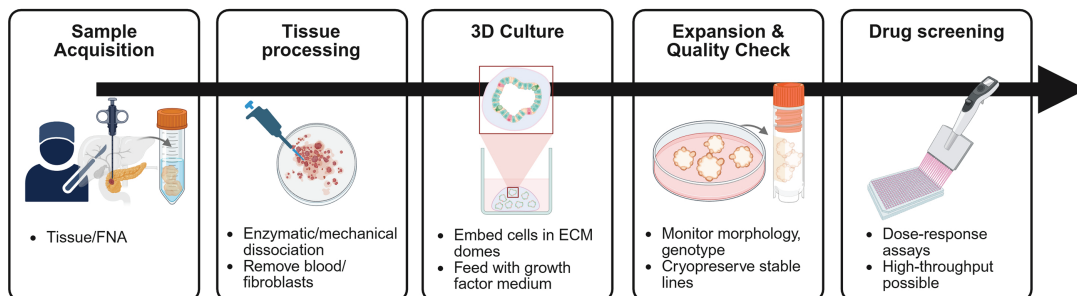 Sample
Acquisition
• Tissue/FNA
Tissue
processing
• Enzymatic/mechanical
dissociation
• Remove blood/
fibroblasts
3D Culture
• Embed cells in ECM
domes
• Feed with growth
factor medium
Expansion &
Quality Check
• Monitor morphology,
genotype
• Cryopreserve stable
lines
Drug screening
• Dose-response
assays
• High-throughput
possible